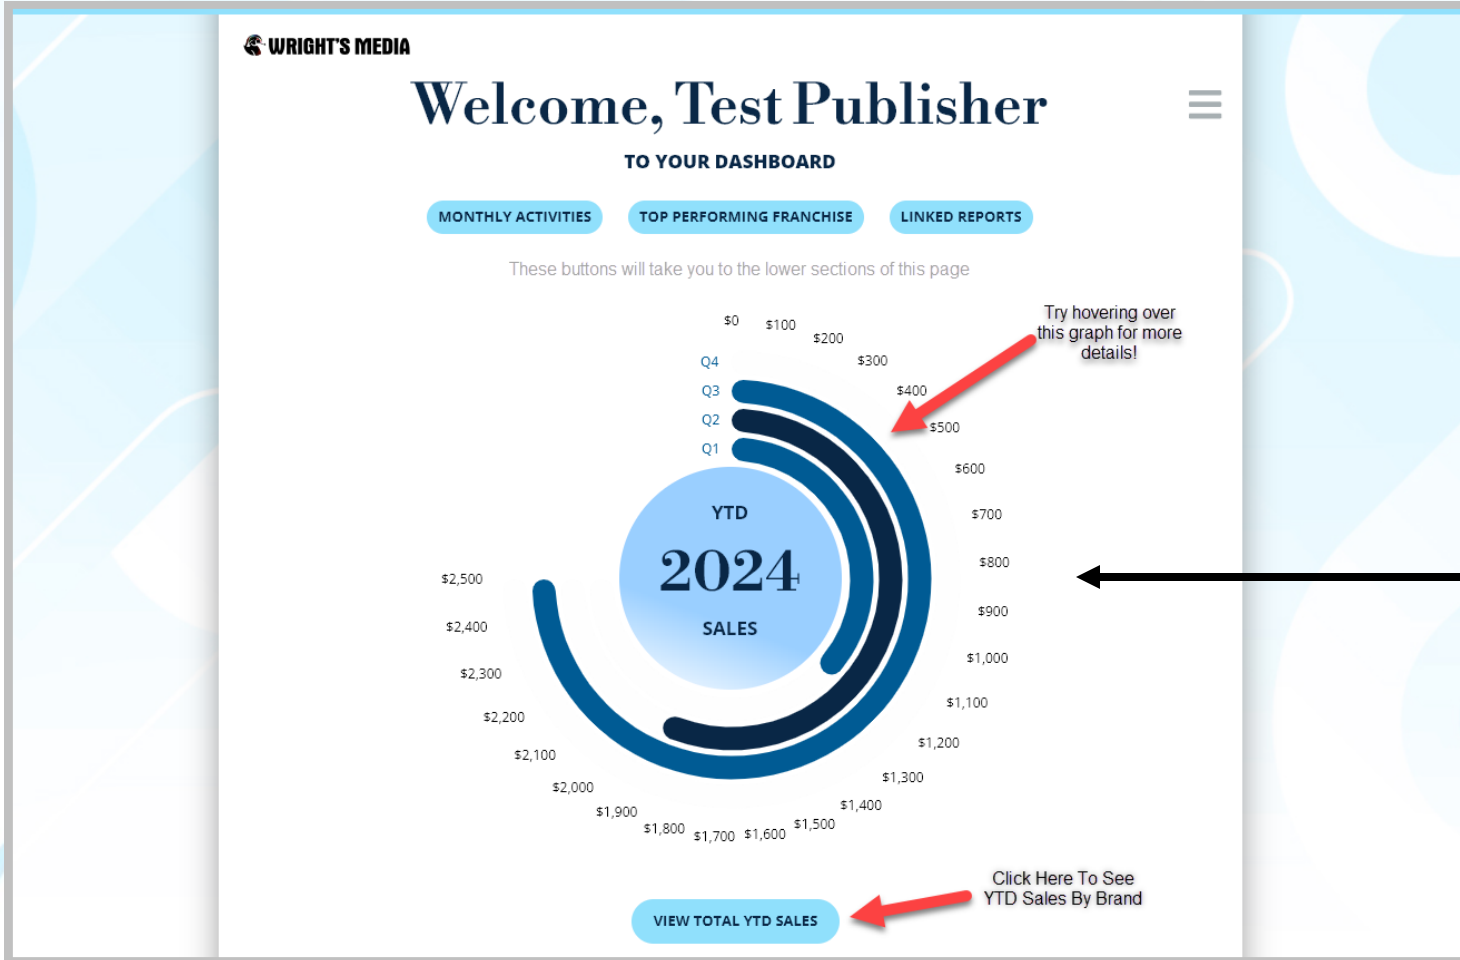 WRIGHT'S MEDIA
Welcome, Test Publisher
TO YOUR DASHBOARD
MONTHLY ACTIVITIES
TOP PERFORMING FRANCHISE
LINKED REPORTS
These buttons will take you to the lower sections of this page
Try hovering over
this graph for more
details!
$0
$100
$200
$300
$400
$500
$600
$700
$800
$900
$1,000
$1,100
$1,200
$1,300
$1,400
$1,500
$1,600
$1,700
$1,800
$1,900
$2,000
$2,100
$2,200
$2,300
$2,400
$2,500
Q4
Q3
Q2
Q1
YTD
2024
SALES
Click Here To See
YTD Sales By Brand
VIEW TOTAL YTD SALES